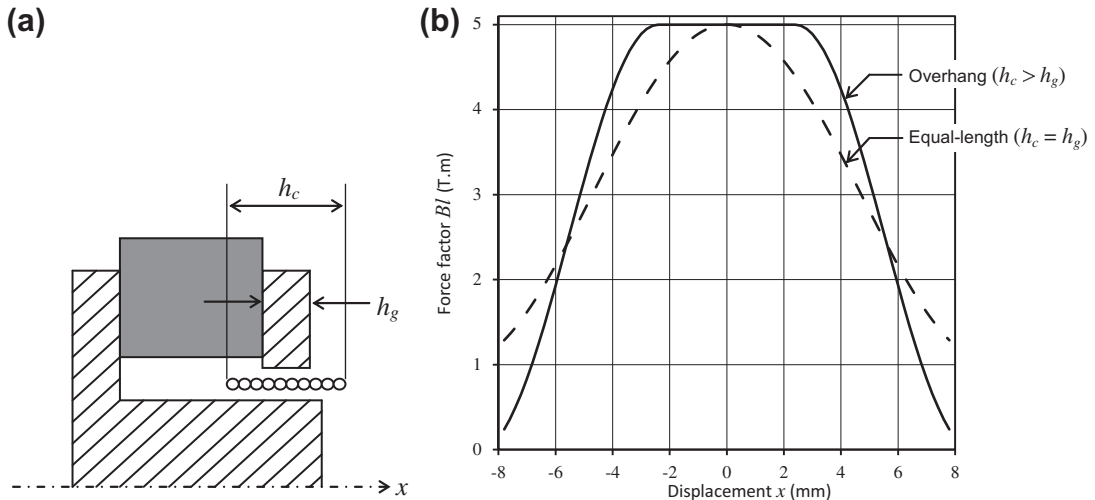 (a)
h_c
h_g
x
(b)
Force factor Bl (T.m)
5
4
3
2
1
0
-8 -6 -4 -2 0 2 4 6 8
Displacement x (mm)
Overhang (h_c > h_g)
Equal-length (h_c = h_g)